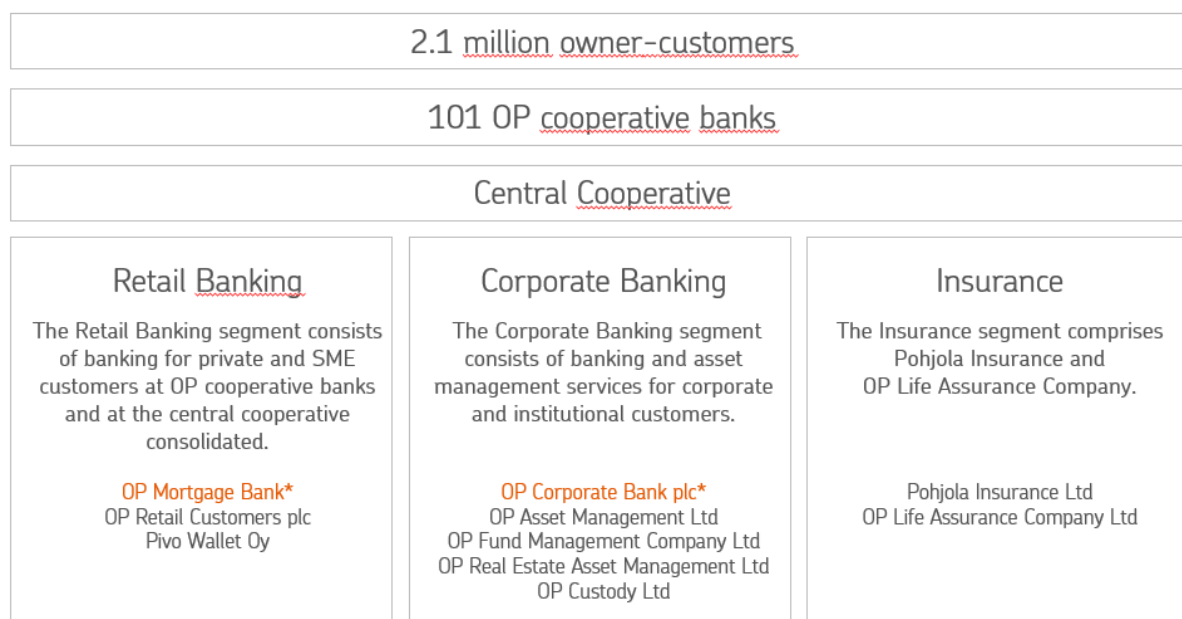 2.1 million owner-customers
101 OP cooperative banks
Central Cooperative
Retail Banking
The Retail Banking segment consists
of banking for private and SME
customers at OP cooperative banks
and at the central cooperative
consolidated.
OP Mortgage Bank*
OP Retail Customers plc
Pivo Wallet Oy
Corporate Banking
The Corporate Banking segment
consists of banking and asset
management services for corporate
and institutional customers.
OP Corporate Bank plc*
OP Asset Management Ltd
OP Fund Management Company Ltd
OP Real Estate Asset Management Ltd
OP Custody Ltd
Insurance
The Insurance segment comprises
Pohjola Insurance and
OP Life Assurance Company.
Pohjola Insurance Ltd
OP Life Assurance Company Ltd